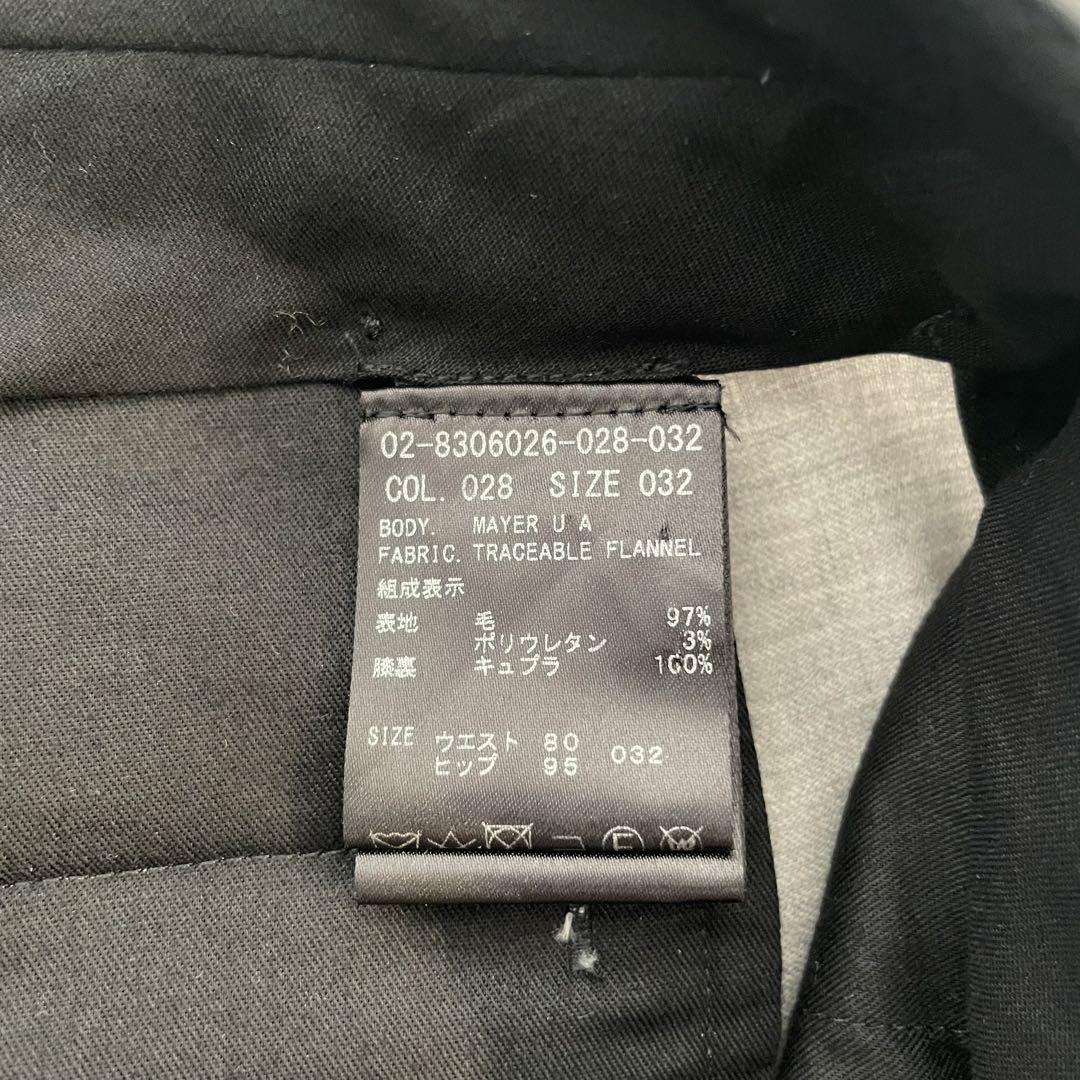 02-8306026-028-032
COL. 028 SIZE 032
BODY. MAYER U A
FABRIC. TRACEABLE FLANNEL
組成表示
表地 毛 97%
ポリウレタン 3%
膝裏 キュプラ 100%
SIZE ウエスト 80 032
ヒップ 95